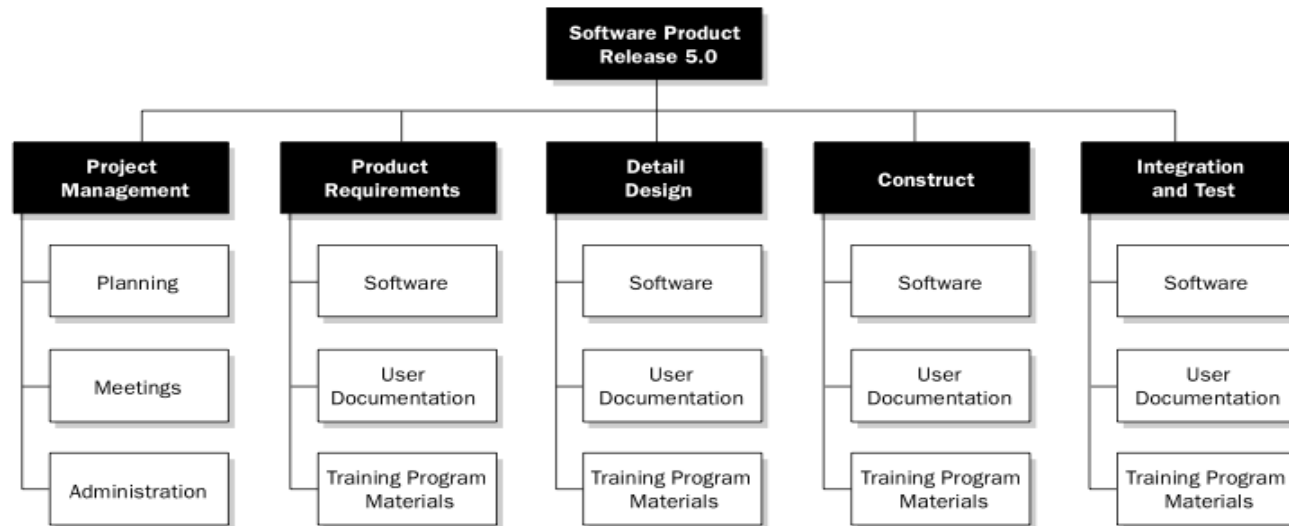 Software Product
Release 5.0
Project
Management
Product
Requirements
Detail
Design
Construct
Integration
and Test
Planning
Software
Software
Software
Software
Meetings
User
Documentation
User
Documentation
User
Documentation
User
Documentation
Administration
Training Program
Materials
Training Program
Materials
Training Program
Materials
Training Program
Materials